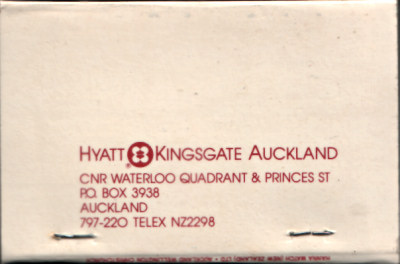 HYATT KINGSGATE AUCKLAND
CNR WATERLOO QUADRANT & PRINCES ST
P.O. BOX 3938
AUCKLAND
797-220 TELEX NZ2298